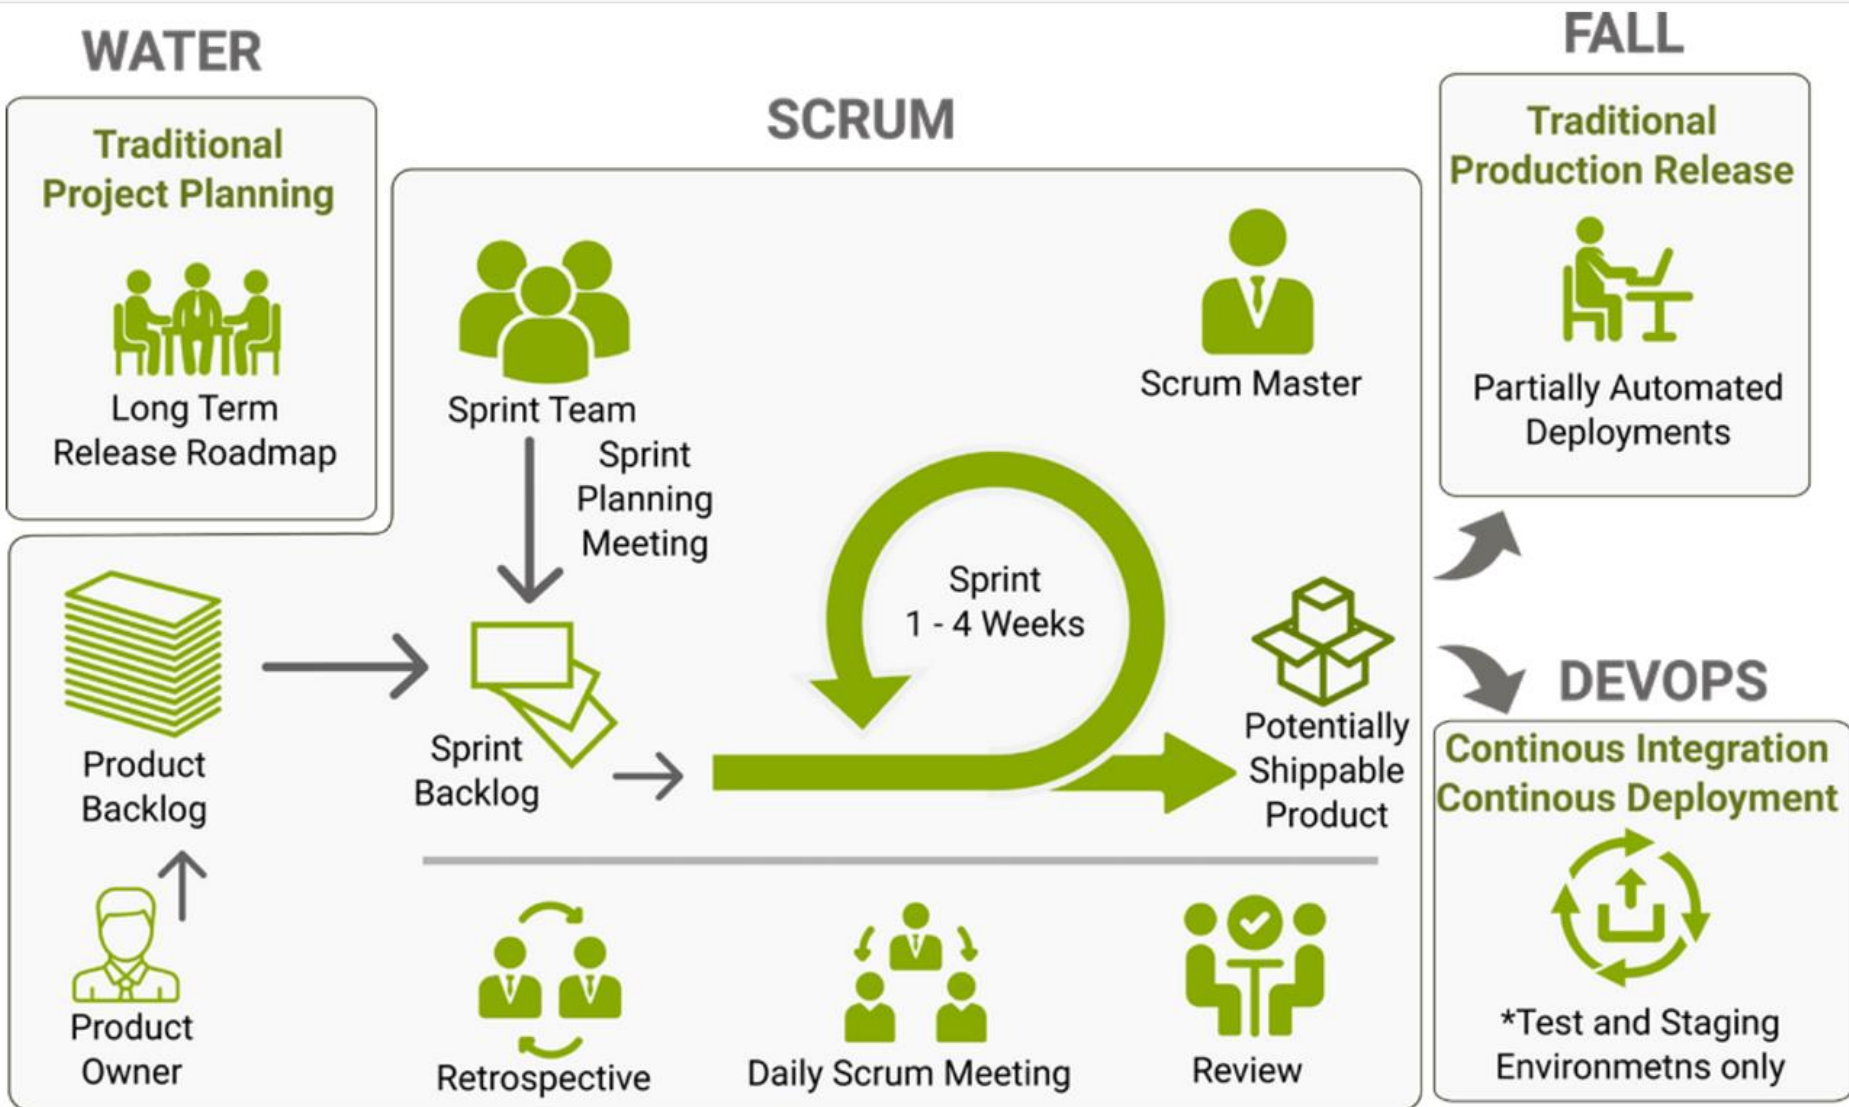 WATER
Traditional
Project Planning
Long Term
Release Roadmap
SCRUM
Sprint Team
Sprint
Planning
Meeting
Scrum Master
Sprint
1 - 4 Weeks
Product
Backlog
Sprint
Backlog
Potentially
Shippable
Product
Product
Owner
Retrospective
Daily Scrum Meeting
Review
FALL
Traditional
Production Release
Partially Automated
Deployments
DEVOPS
Continous Integration
Continous Deployment
*Test and Staging
Environmetns only